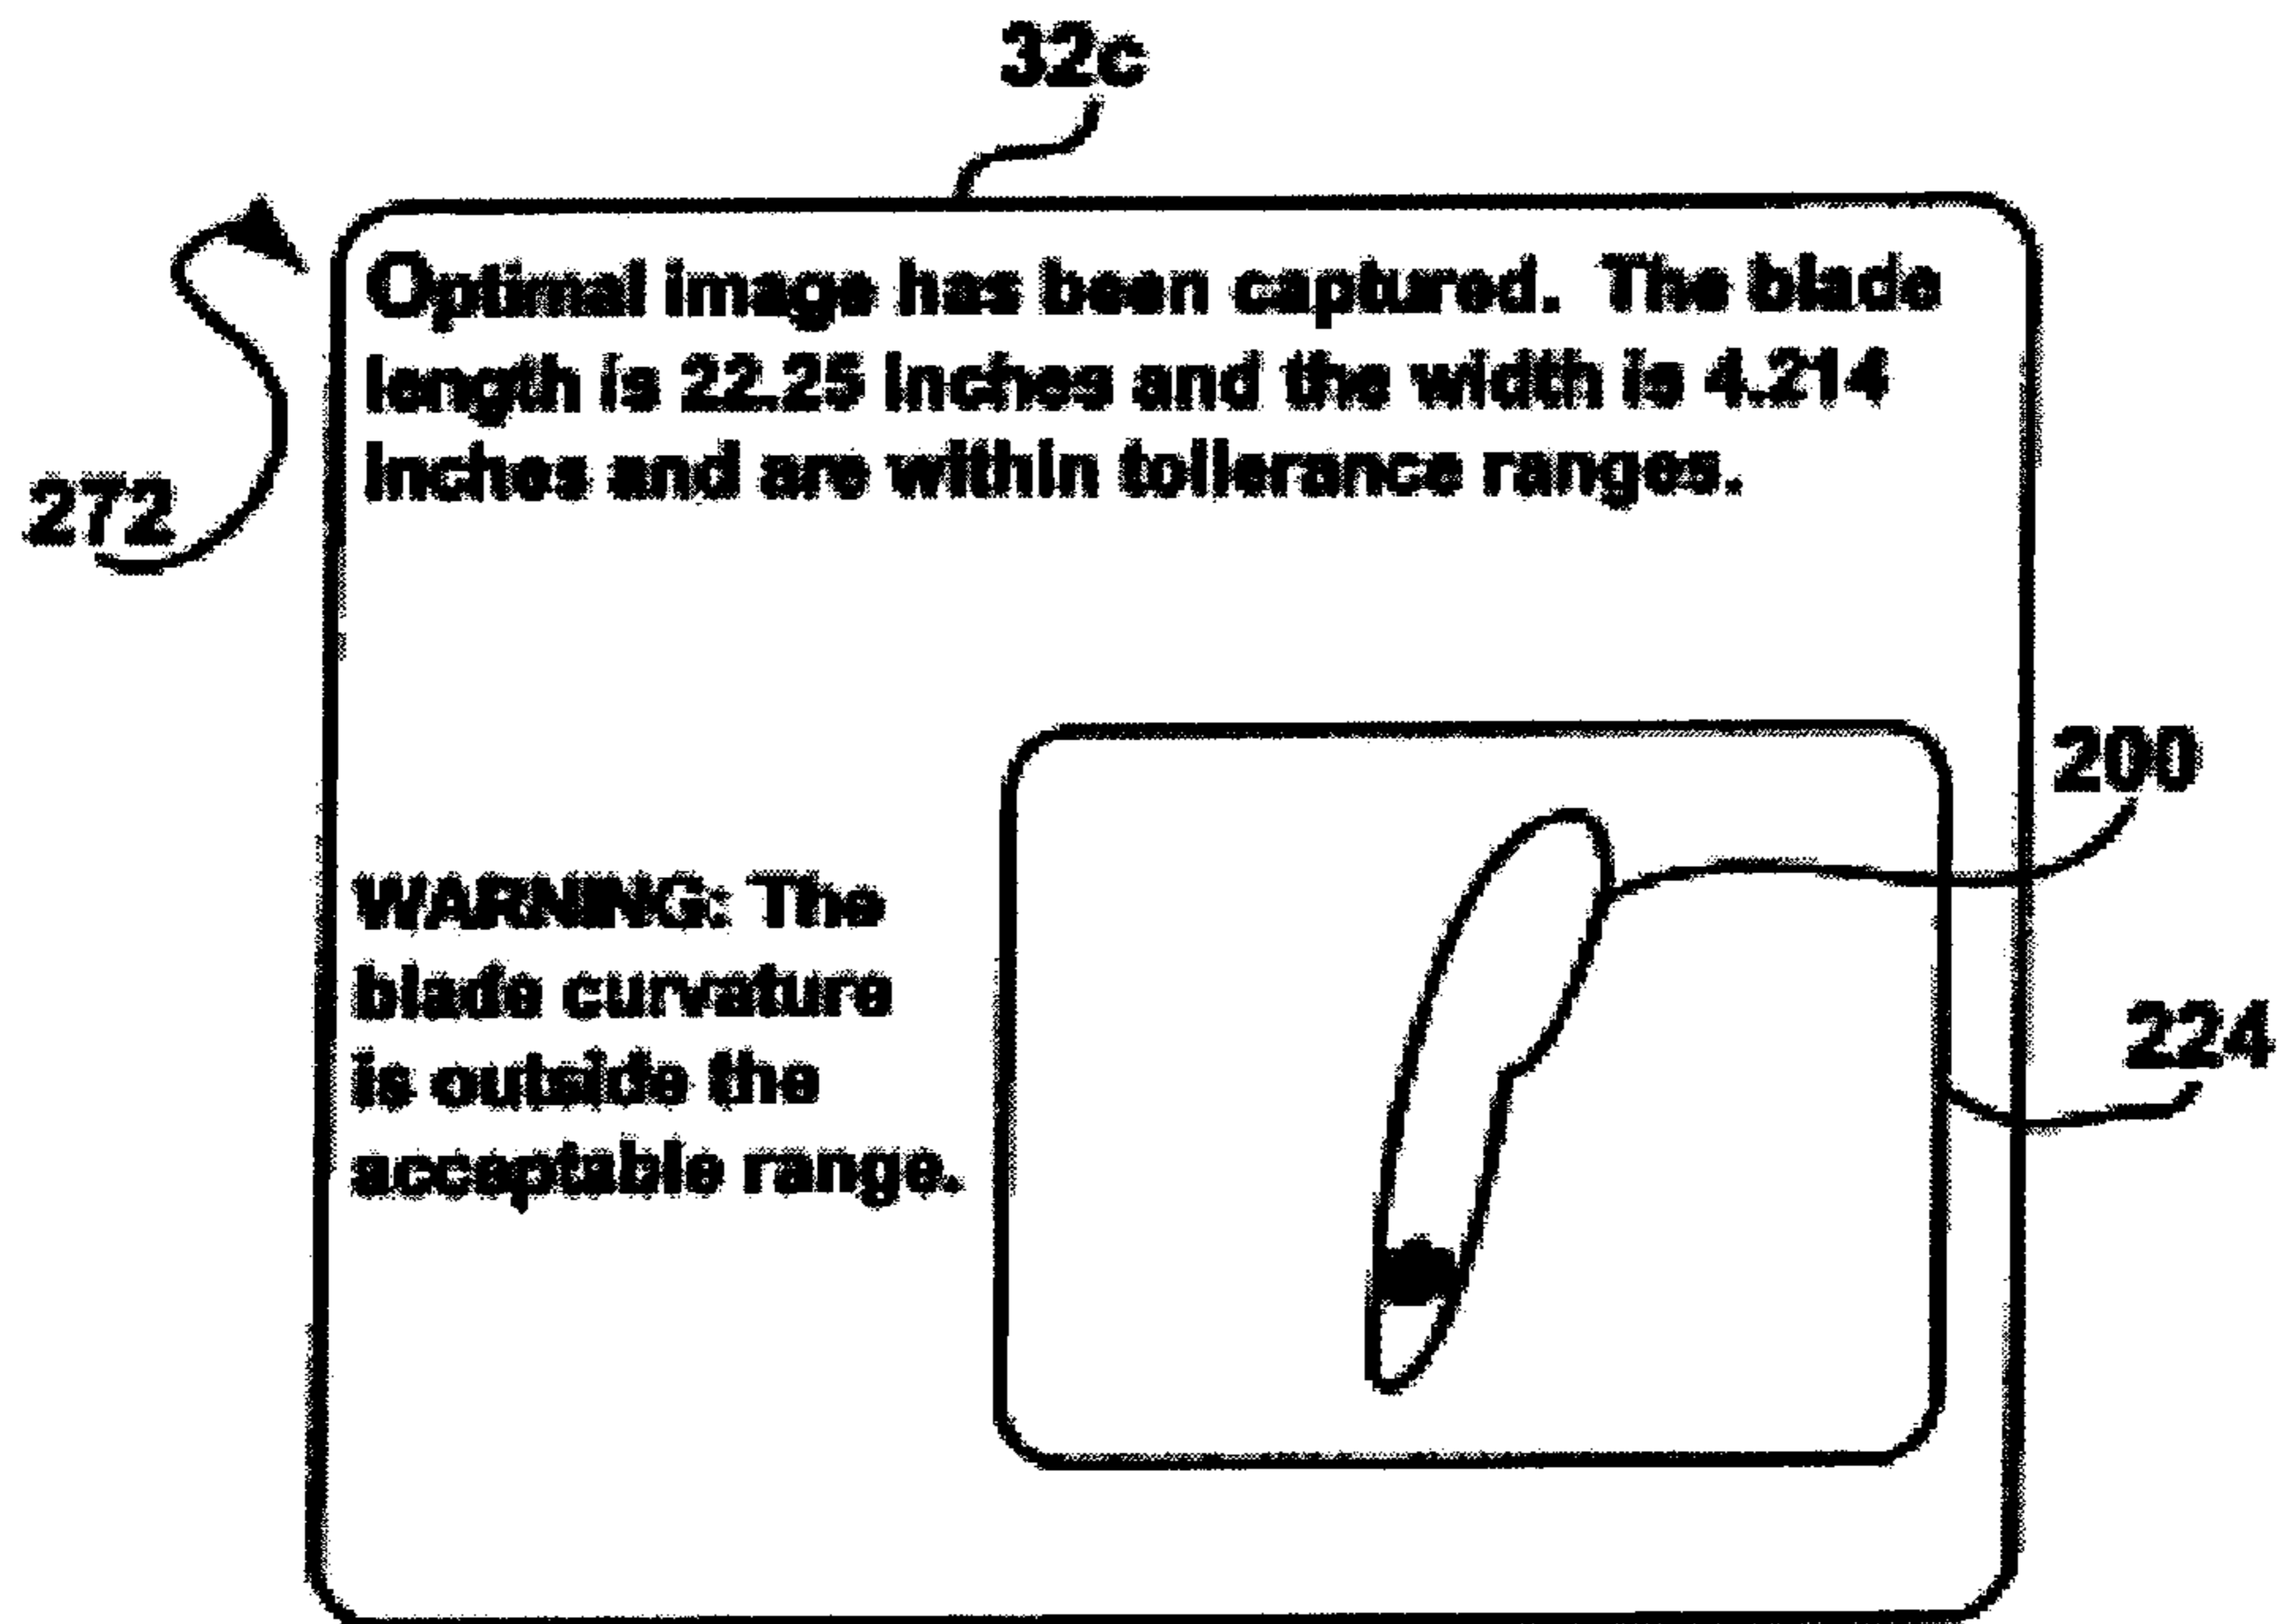 32c
Optimal image has been captured. The blade
length is 22.25 inches and the width is 4.214
inches and are within tollerance ranges.
272
200
WARNING: The
blade curvature
is outside the
acceptable range.
224